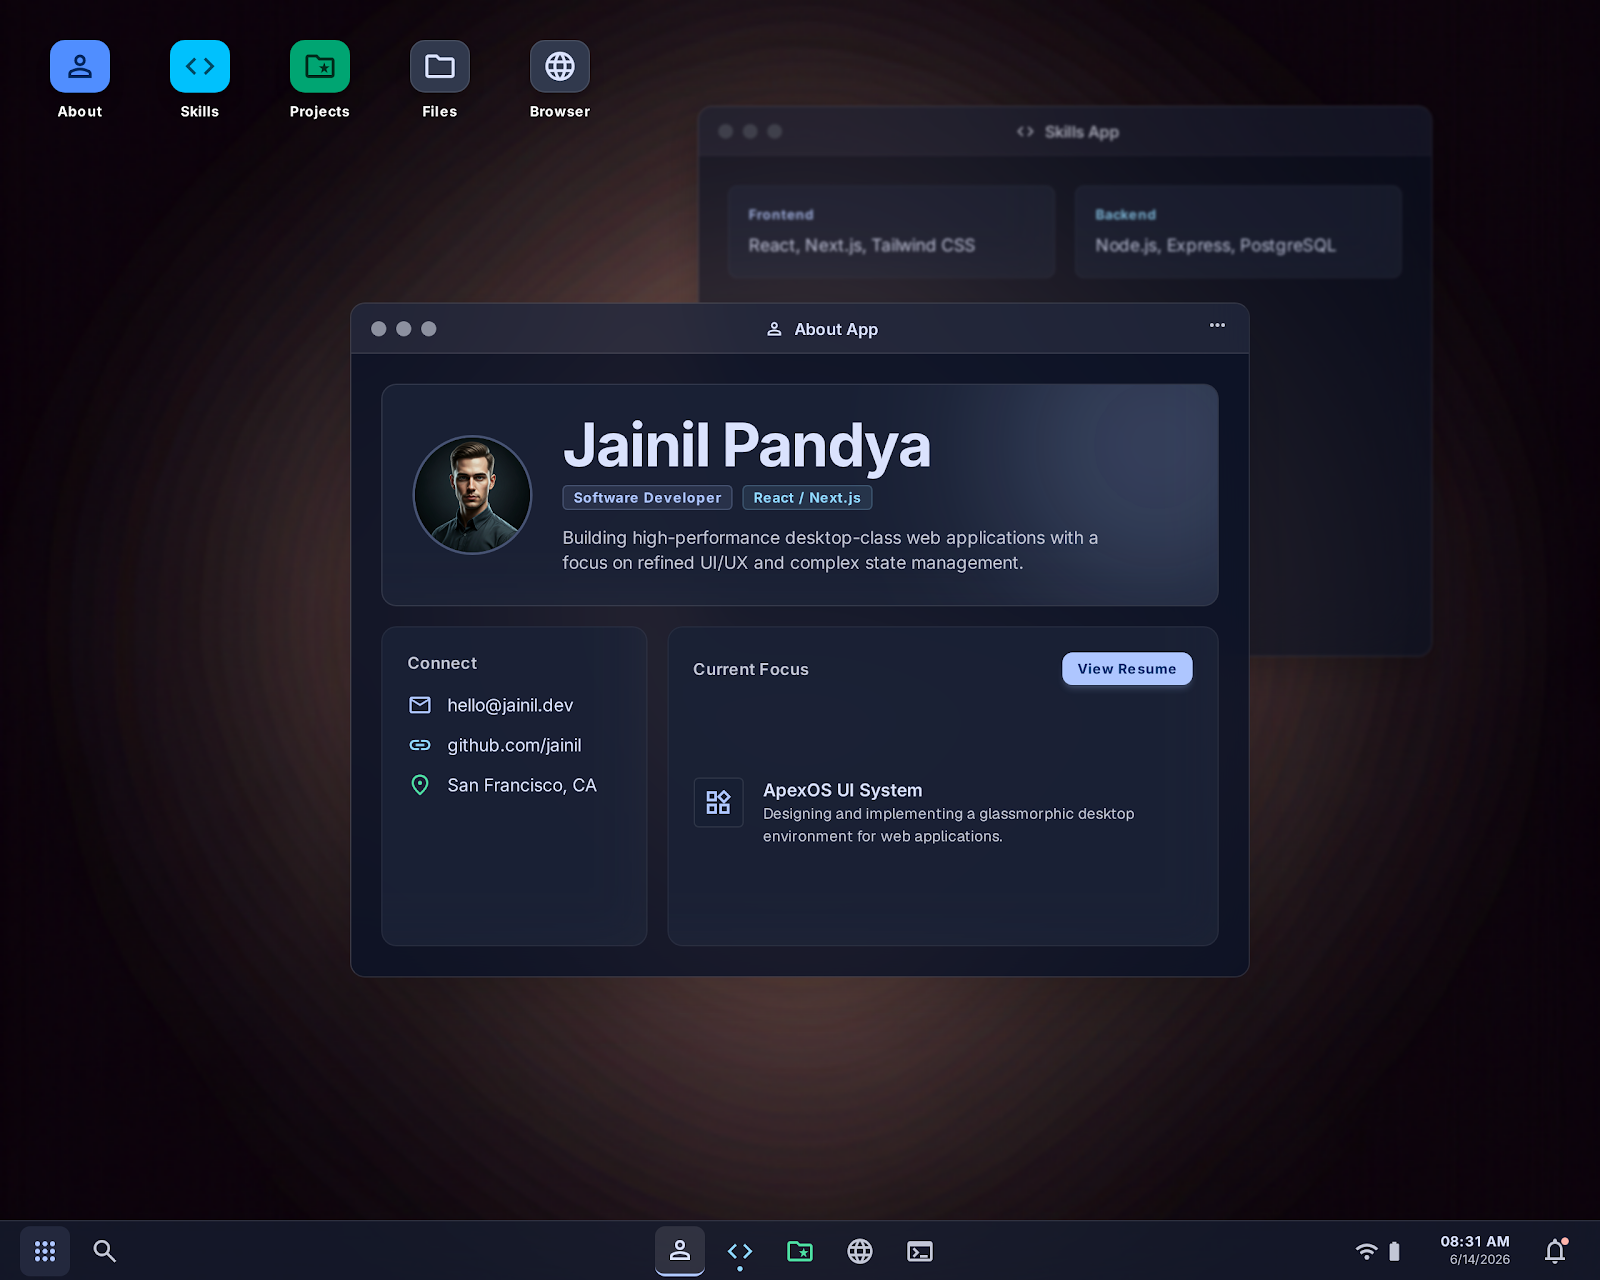 About
Skills
Projects
Files
Browser
Skills App
Frontend
React, Next.js, Tailwind CSS
Backend
Node.js, Express, PostgreSQL
About App
Jainil Pandya
Software Developer
React / Next.js
Building high-performance desktop-class web applications with a
focus on refined UI/UX and complex state management.
Connect
hello@jainil.dev
github.com/jainil
San Francisco, CA
Current Focus
View Resume
ApexOS UI System
Designing and implementing a glassmorphic desktop
environment for web applications.
08:31 AM
6/14/2026